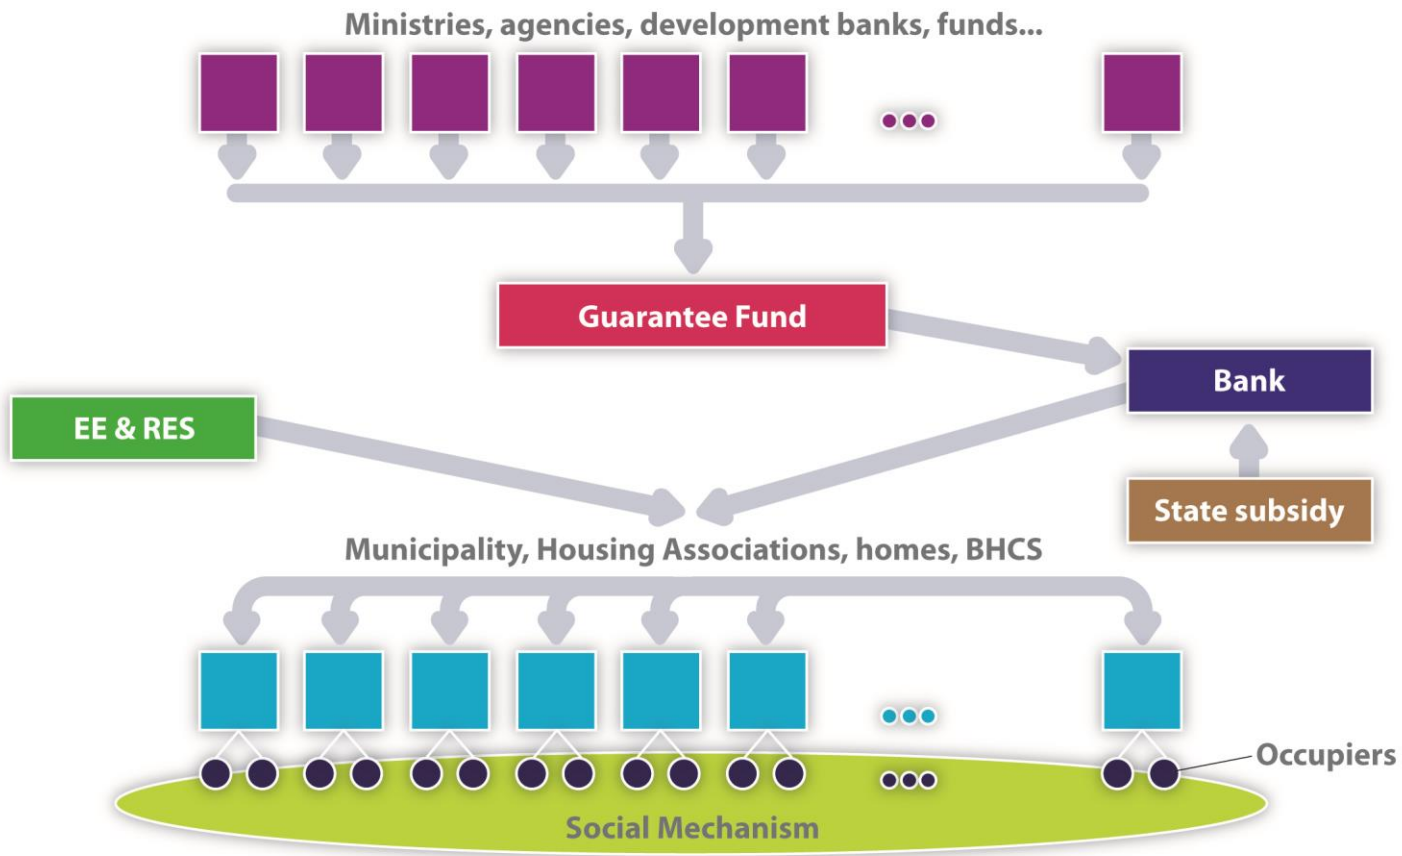 Ministries, agencies, development banks, funds...
Guarantee Fund
Bank
EE & RES
State subsidy
Municipality, Housing Associations, homes, BHCS
Occupiers
Social Mechanism